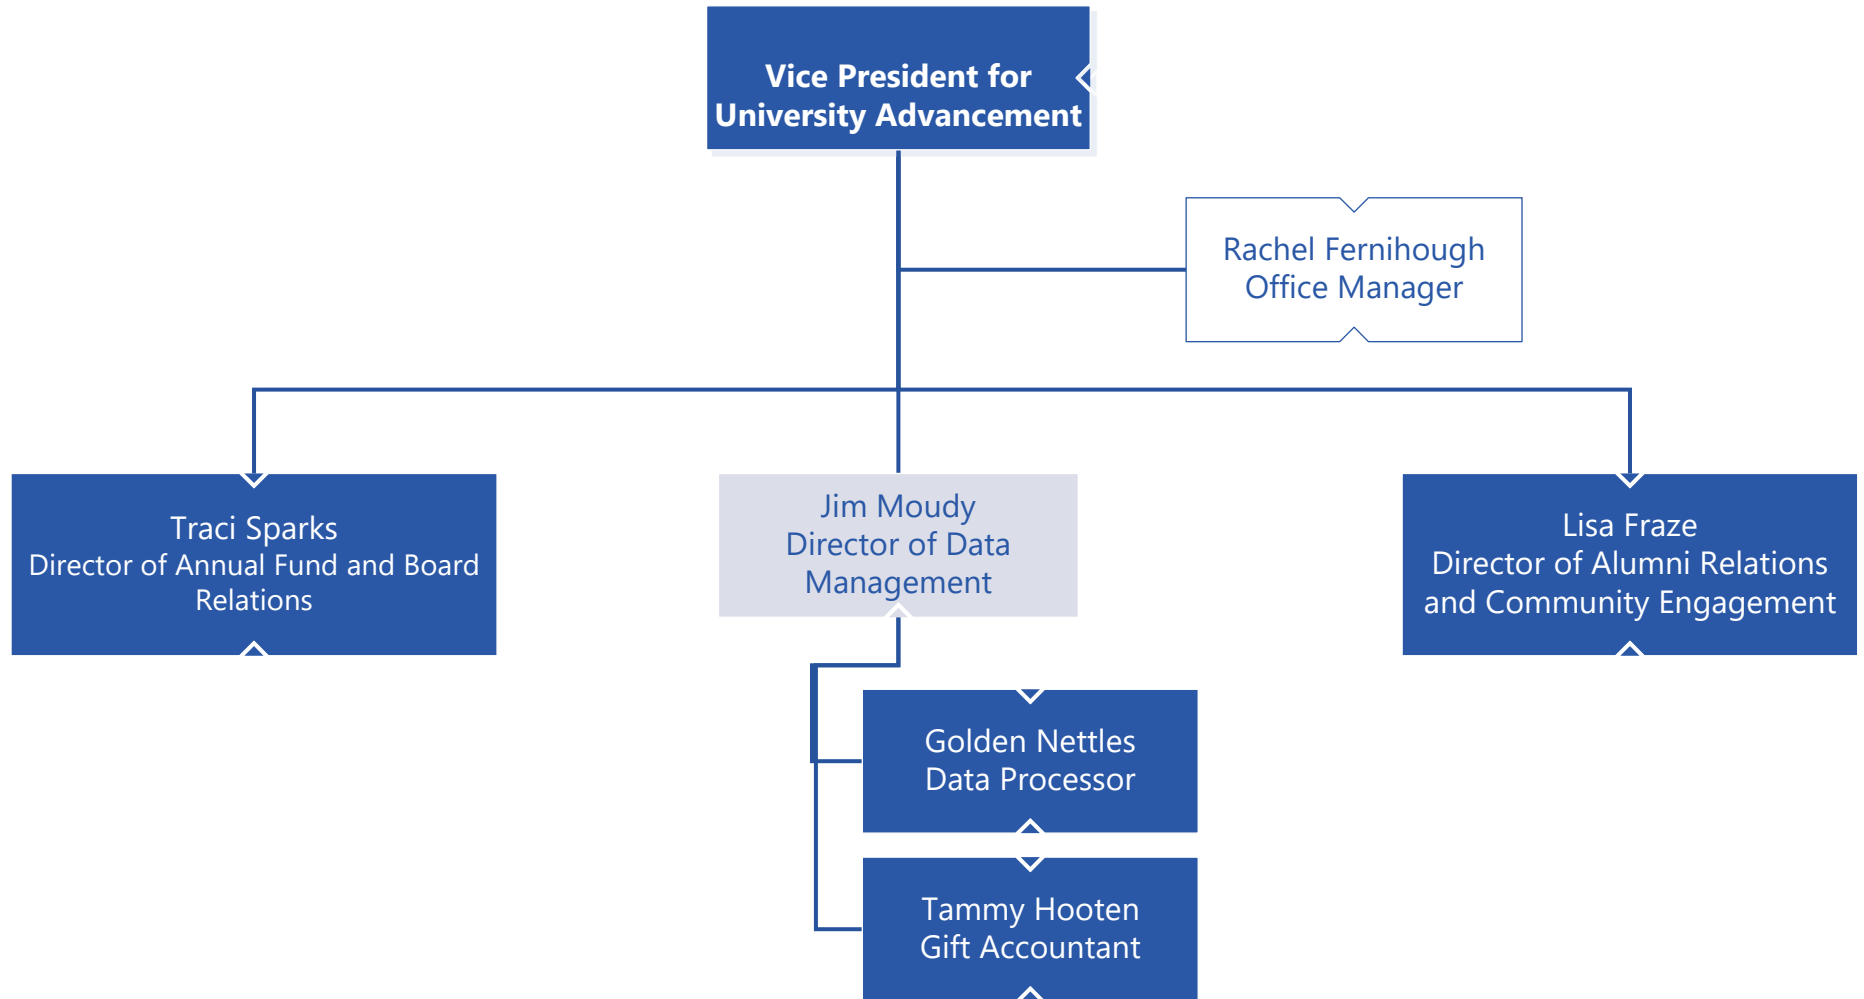 Vice President for
University Advancement
Rachel Fernihough
Office Manager
Traci Sparks
Director of Annual Fund and Board
Relations
Jim Moudy
Director of Data
Management
Lisa Fraze
Director of Alumni Relations
and Community Engagement
Golden Nettles
Data Processor
Tammy Hooten
Gift Accountant